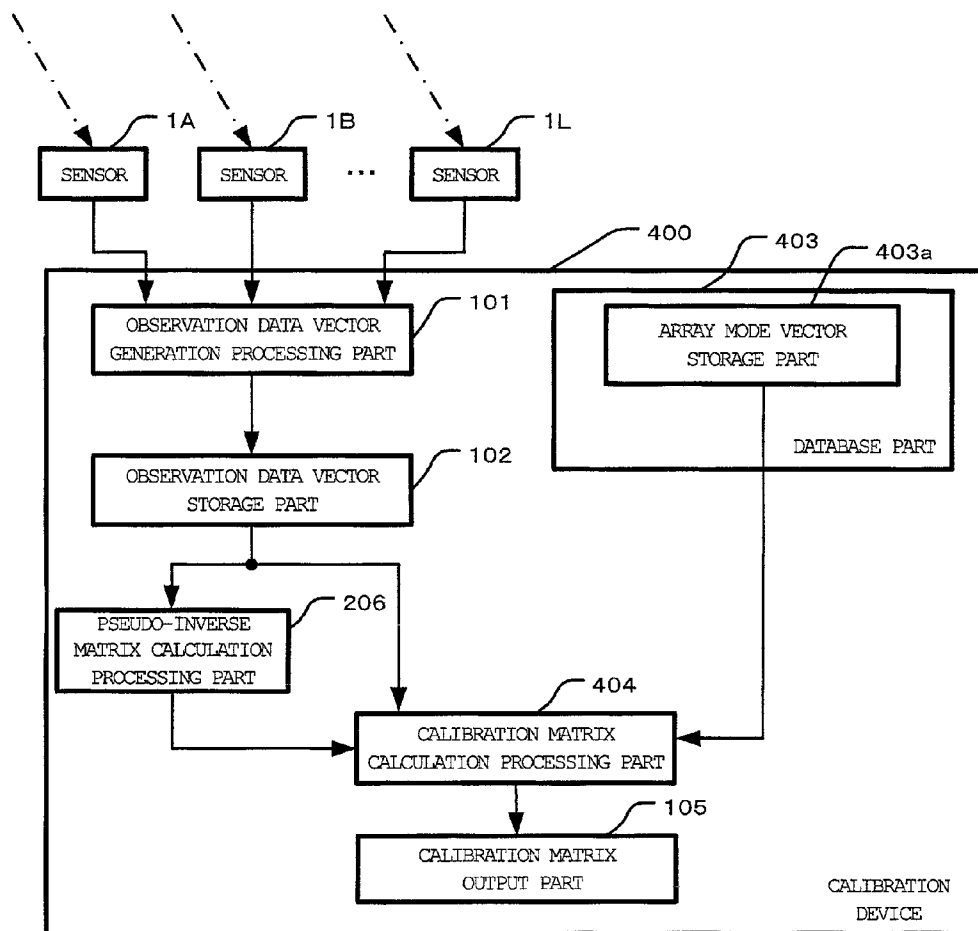 1A
1B
1L
SENSOR
SENSOR
...
SENSOR
400
403
403a
101
OBSERVATION DATA VECTOR
GENERATION PROCESSING PART
ARRAY MODE VECTOR
STORAGE PART
DATABASE PART
102
OBSERVATION DATA VECTOR
STORAGE PART
206
PSEUDO-INVERSE
MATRIX CALCULATION
PROCESSING PART
404
CALIBRATION MATRIX
CALCULATION PROCESSING PART
105
CALIBRATION MATRIX
OUTPUT PART
CALIBRATION
DEVICE